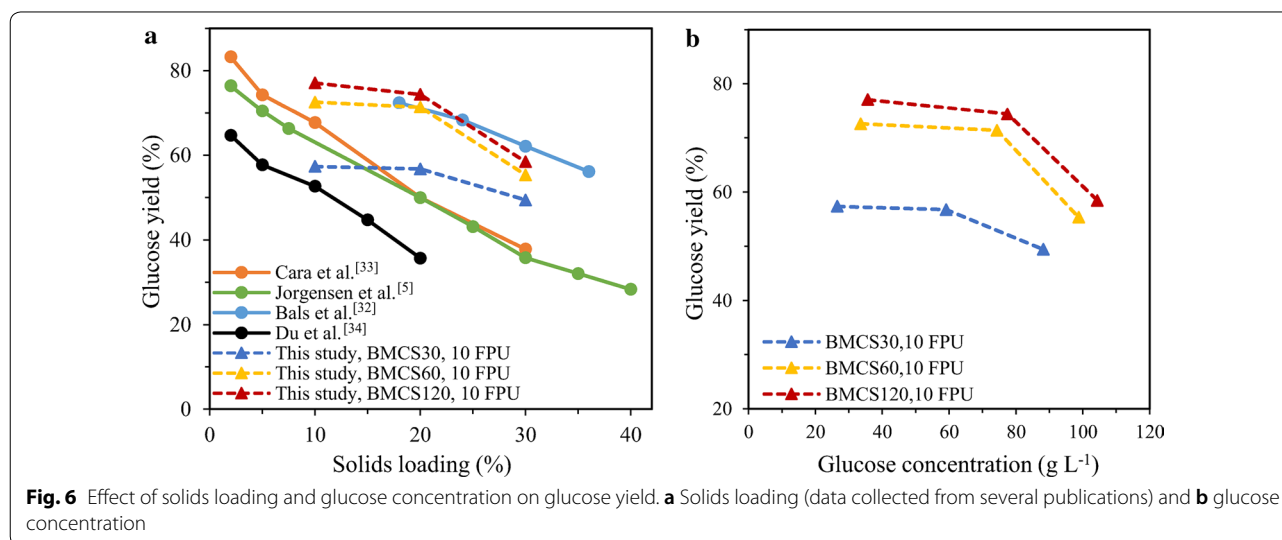 a
Glucose yield (%)
80
60
40
20
0
Cara et al.[33]
Jorgensen et al.[5]
Bals et al.[32]
Du et al.[34]
This study, BMCS30, 10 FPU
This study, BMCS60, 10 FPU
This study, BMCS120, 10 FPU
0 10 20 30 40
Solids loading (%)
b
Glucose yield (%)
80
60
40
20
BMCS30,10 FPU
BMCS60,10 FPU
BMCS120,10 FPU
0 20 40 60 80 100 120
Glucose concentration (g L-1)
Fig. 6 Effect of solids loading and glucose concentration on glucose yield. a Solids loading (data collected from several publications) and b glucose
concentration